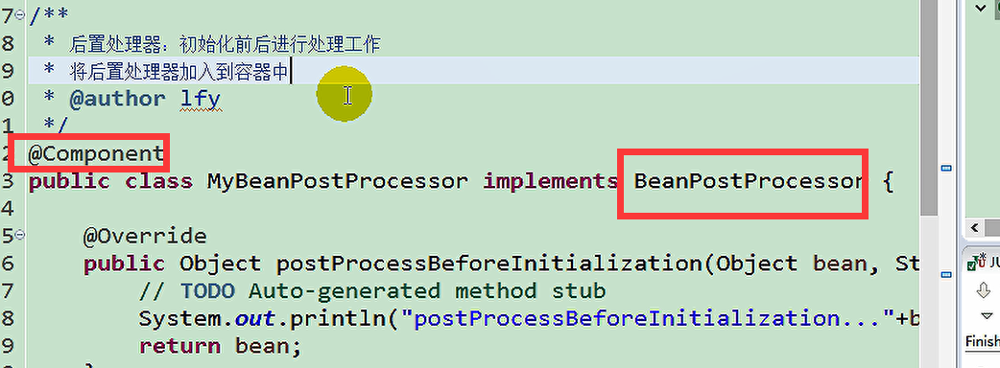 7 /**
8 * 后置处理器：初始化前后进行处理工作
9 * 将后置处理器加入到容器中
0 * @author lfy
1 */
2 @Component
3 public class MyBeanPostProcessor implements BeanPostProcessor {
4
5 @Override
6 public Object postProcessBeforeInitialization(Object bean, St
7 // TODO Auto-generated method stub
8 System.out.println("postProcessBeforeInitialization..."+b
9 return bean;
JU
Finish